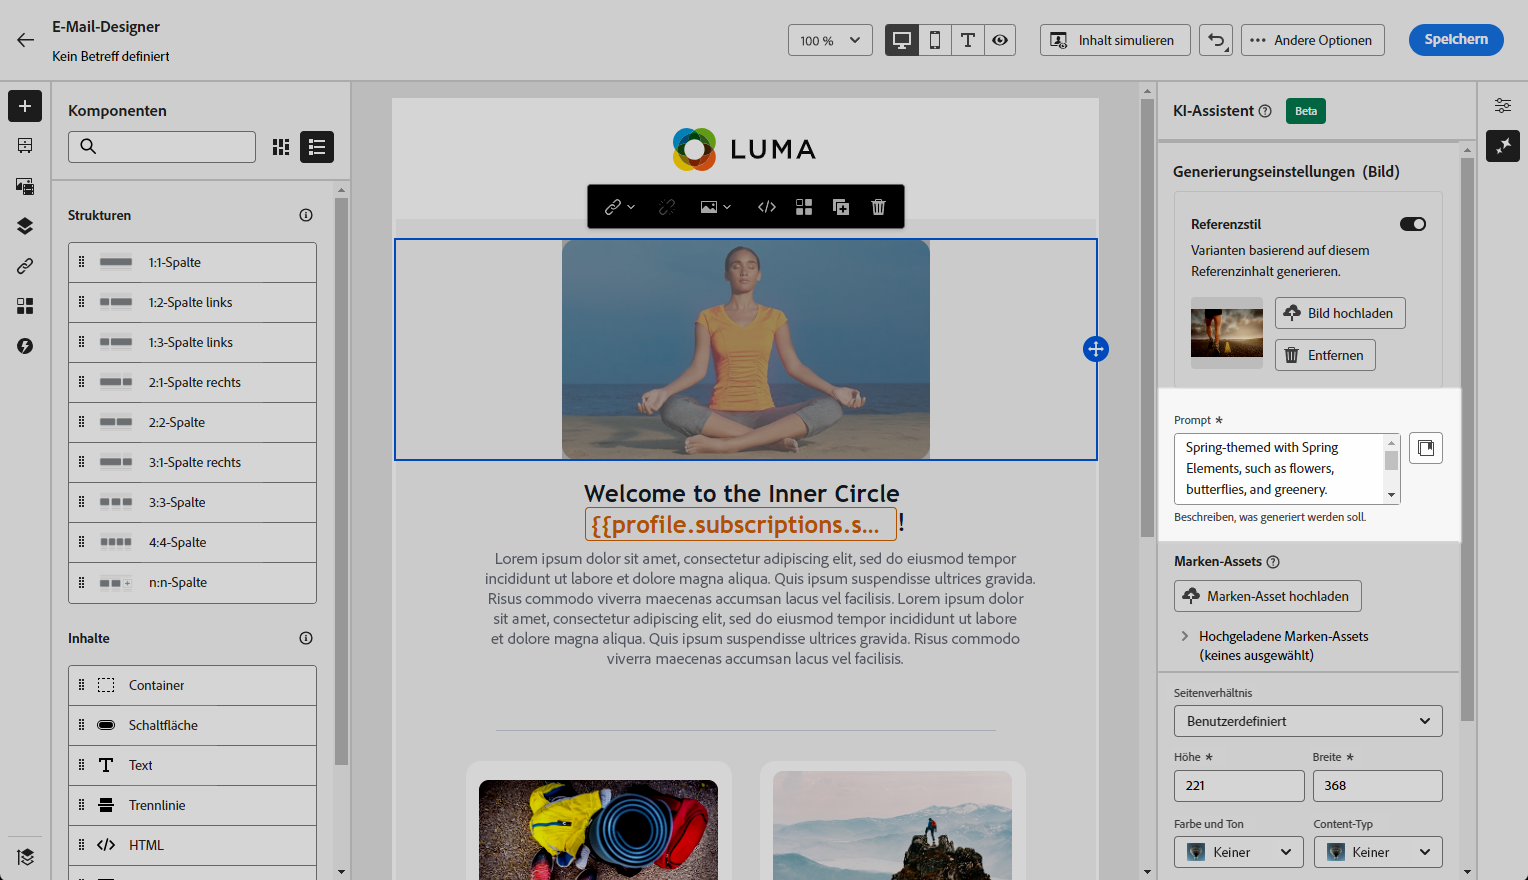 E-Mail-Designer
Kein Betreff definiert
100 %
Inhalt simulieren
Andere Optionen
Speichern
Komponenten
Strukturen
1:1-Spalte
1:2-Spalte links
1:3-Spalte links
2:1-Spalte rechts
2:2-Spalte
3:1-Spalte rechts
3:3-Spalte
4:4-Spalte
n:n-Spalte
Inhalte
Container
Schaltfläche
Text
Trennlinie
HTML
LUMA
Welcome to the Inner Circle
{{profile.subscriptions.s... !
Lorem ipsum dolor sit amet, consectetur adipiscing elit, sed do eiusmod tempor
incididunt ut labore et dolore magna aliqua. Quis ipsum suspendisse ultrices gravida.
Risus commodo viverra maecenas accumsan lacus vel facilisis. Lorem ipsum dolor
sit amet, consectetur adipiscing elit, sed do eiusmod tempor incididunt ut labore
et dolore magna aliqua. Quis ipsum suspendisse ultrices gravida. Risus commodo
viverra maecenas accumsan lacus vel facilisis.
KI-Assistent
Beta
Generierungseinstellungen (Bild)
Referenzstil
Varianten basierend auf diesem
Referenzinhalt generieren.
Bild hochladen
Entfernen
Prompt *
Spring-themed with Spring
Elements, such as flowers,
butterflies, and greenery.
Beschreiben, was generiert werden soll.
Marken-Assets
Marken-Asset hochladen
Hochgeladene Marken-Assets
(keines ausgewählt)
Seitenverhältnis
Benutzerdefiniert
Höhe * Breite *
221 368
Farbe und Ton Content-Typ
Keiner Keiner